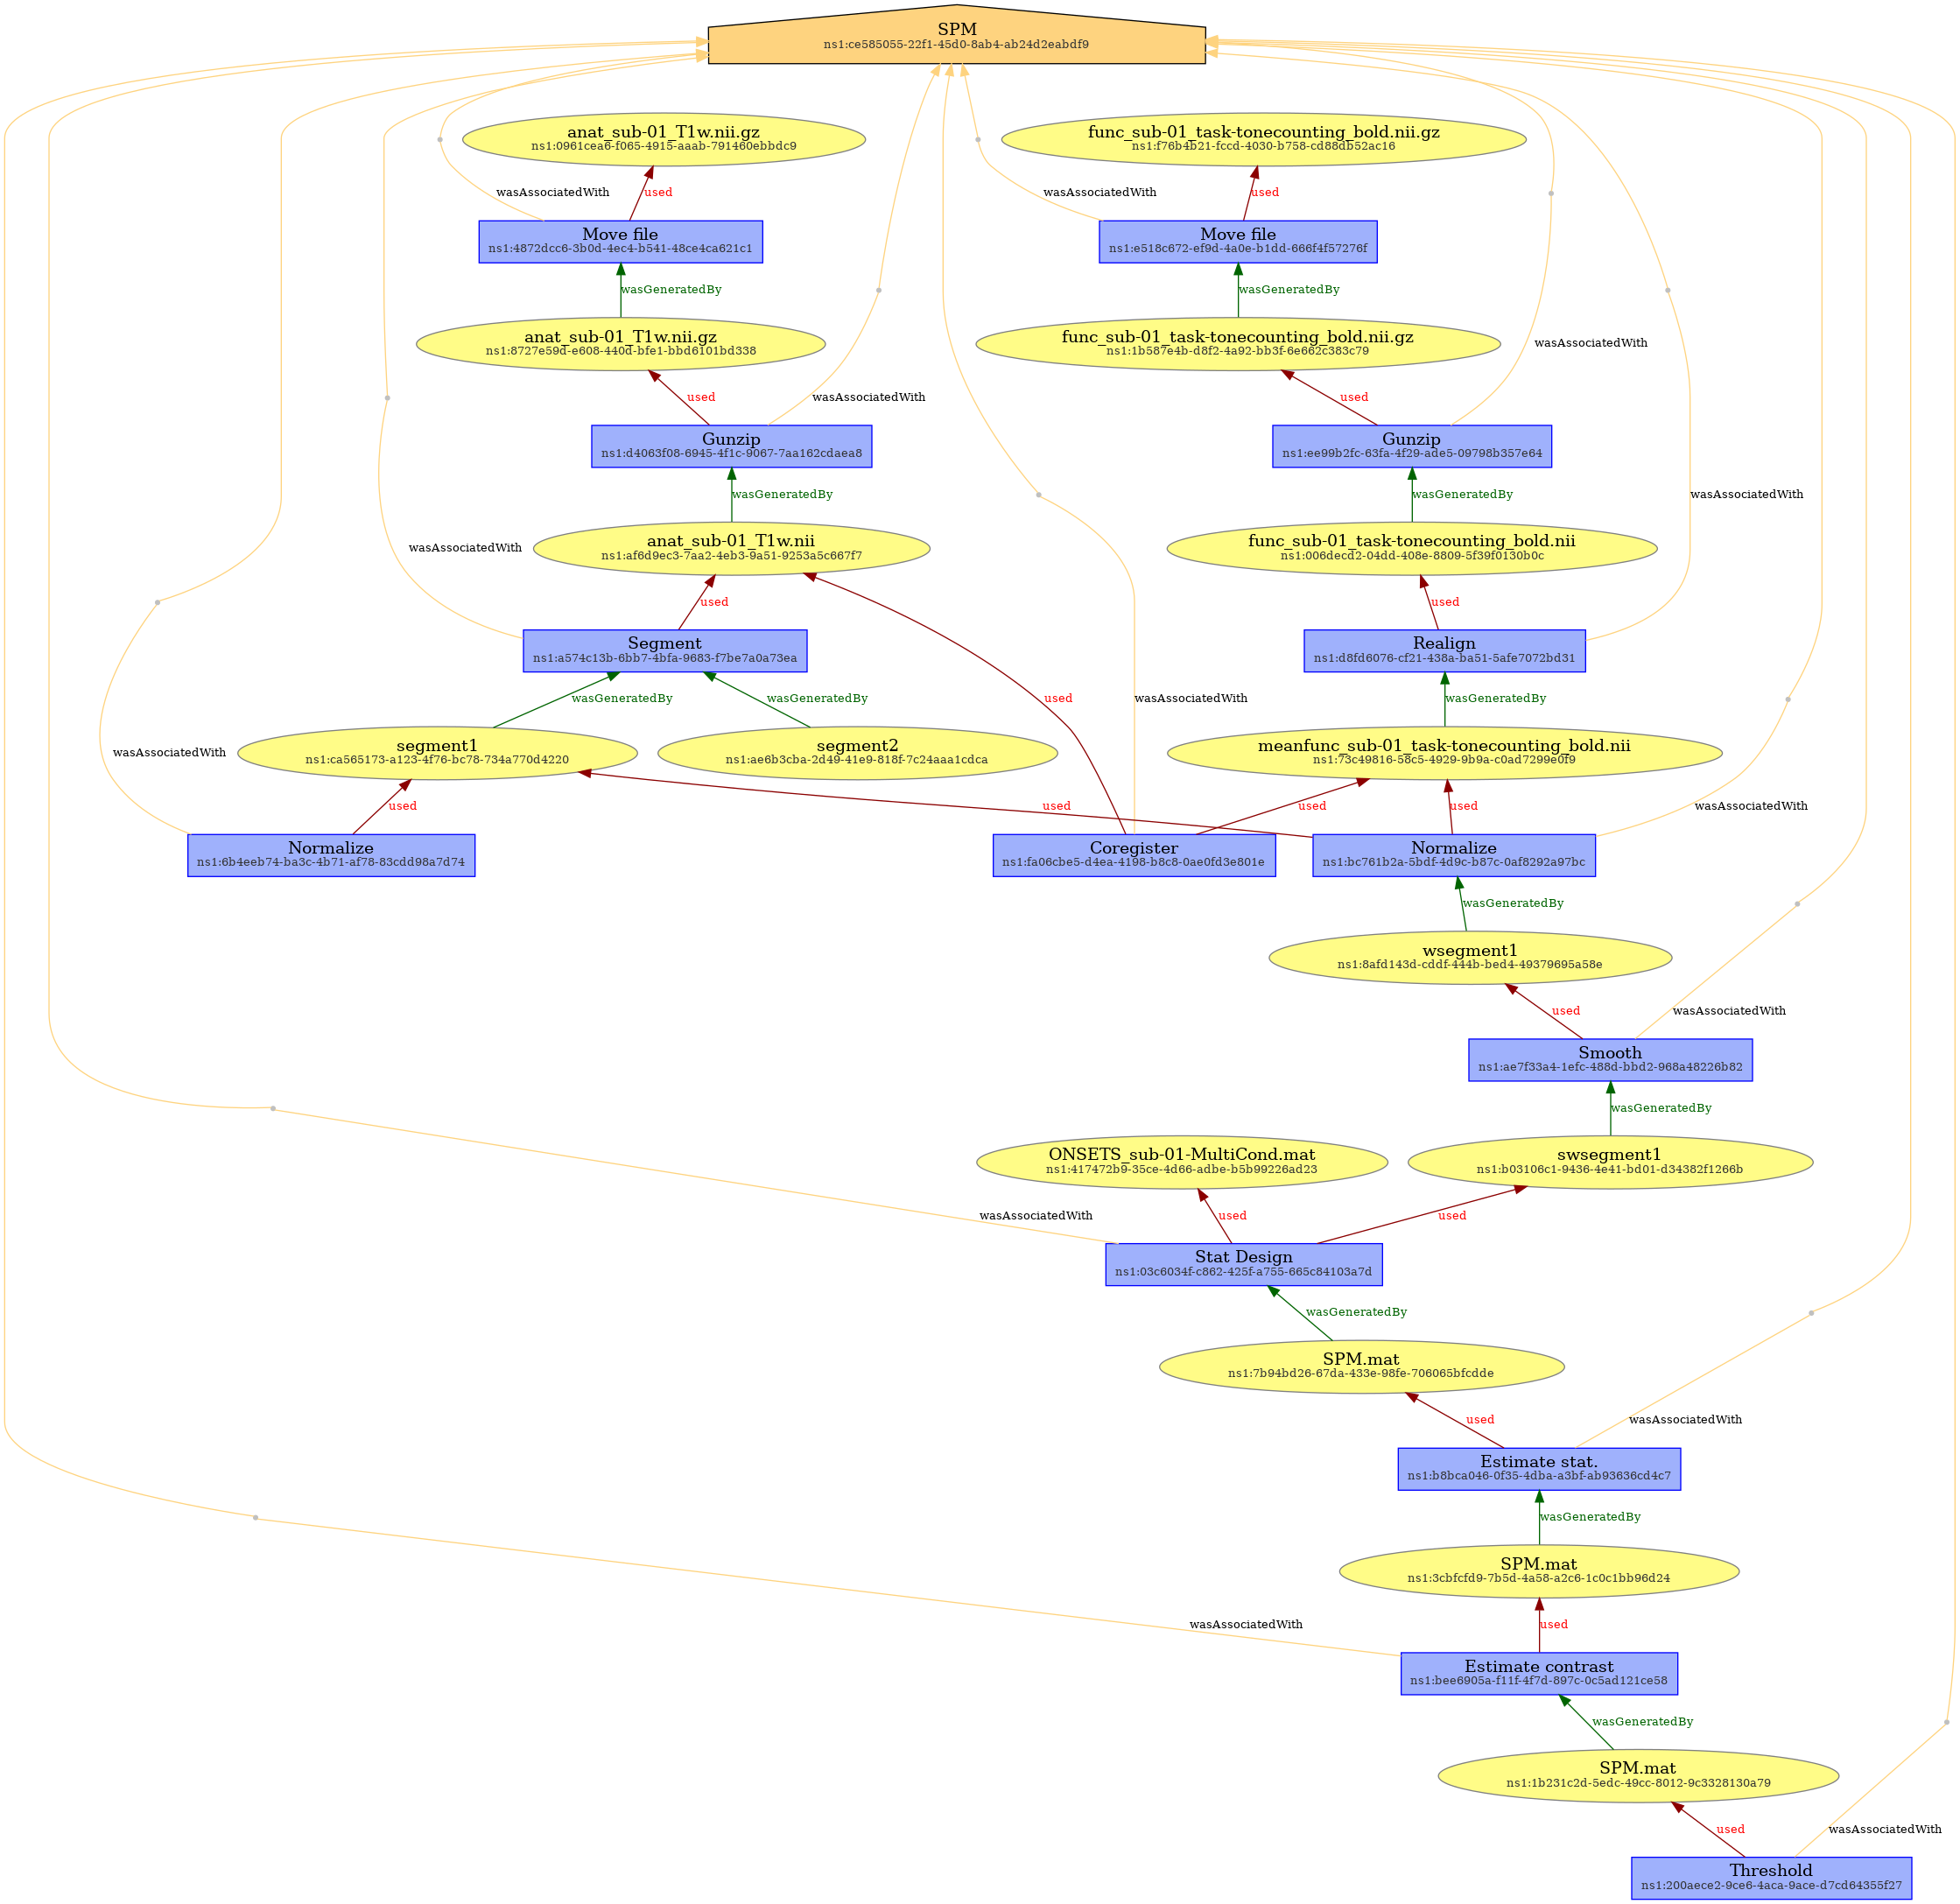 SPM
ns1:ce585055-22f1-45d0-8ab4-ab24d2eabdf9
anat_sub-01_T1w.nii.gz
ns1:0961cea6-f065-4915-aaab-791460ebbdc9
func_sub-01_task-tonecounting_bold.nii.gz
ns1:f76b4b21-fccd-4030-b758-cd88db52ac16
wasAssociatedWith
used
wasAssociatedWith
used
Move file
ns1:4872dcc6-3b0d-4ec4-b541-48ce4ca621c1
Move file
ns1:e518c672-ef9d-4a0e-b1dd-666f4f57276f
wasGeneratedBy
wasGeneratedBy
anat_sub-01_T1w.nii.gz
ns1:8727e59d-e608-440d-bfe1-bbd6101bd338
func_sub-01_task-tonecounting_bold.nii.gz
ns1:1b587e4b-d8f2-4a92-bb3f-6e662c383c79
wasAssociatedWith
used
wasAssociatedWith
used
Gunzip
ns1:d4063f08-6945-4f1c-9067-7aa162cdaea8
Gunzip
ns1:ee99b2fc-63fa-4f29-ade5-09798b357e64
wasGeneratedBy
wasGeneratedBy
wasAssociatedWith
anat_sub-01_T1w.nii
ns1:af6d9ec3-7aa2-4eb3-9a51-9253a5c667f7
func_sub-01_task-tonecounting_bold.nii
ns1:006decd2-04dd-408e-8809-5f39f0130b0c
wasAssociatedWith
used
used
Segment
ns1:a574c13b-6bb7-4bfa-9683-f7be7a0a73ea
Realign
ns1:d8fd6076-cf21-438a-ba51-5afe7072bd31
wasGeneratedBy
wasGeneratedBy
used
wasAssociatedWith
wasGeneratedBy
wasAssociatedWith
segment1
ns1:ca565173-a123-4f76-bc78-734a770d4220
segment2
ns1:ae6b3cba-2d49-41e9-818f-7c24aaa1cdca
meanfunc_sub-01_task-tonecounting_bold.nii
ns1:73c49816-58c5-4929-9b9a-c0ad7299e0f9
used
used
used
used
wasAssociatedWith
Normalize
ns1:6b4eeb74-ba3c-4b71-af78-83cdd98a7d74
Coregister
ns1:fa06cbe5-d4ea-4198-b8c8-0ae0fd3e801e
Normalize
ns1:bc761b2a-5bdf-4d9c-b87c-0af8292a97bc
wasGeneratedBy
wsegment1
ns1:8afd143d-cddf-444b-bed4-49379695a58e
used
wasAssociatedWith
Smooth
ns1:ae7f33a4-1efc-488d-bbd2-968a48226b82
wasGeneratedBy
ONSETS_sub-01-MultiCond.mat
ns1:417472b9-35ce-4d66-adbe-b5b99226ad23
swsegment1
ns1:b03106c1-9436-4e41-bd01-d34382f1266b
wasAssociatedWith
used
used
Stat Design
ns1:03c6034f-c862-425f-a755-665c84103a7d
wasGeneratedBy
SPM.mat
ns1:7b94bd26-67da-433e-98fe-706065bfcdde
used
wasAssociatedWith
Estimate stat.
ns1:b8bca046-0f35-4dba-a3bf-ab93636cd4c7
wasGeneratedBy
SPM.mat
ns1:3cbfcfd9-7b5d-4a58-a2c6-1c0c1bb96d24
wasAssociatedWith
used
Estimate contrast
ns1:bee6905a-f11f-4f7d-897c-0c5ad121ce58
wasGeneratedBy
SPM.mat
ns1:1b231c2d-5edc-49cc-8012-9c3328130a79
used
wasAssociatedWith
Threshold
ns1:200aece2-9ce6-4aca-9ace-d7cd64355f27